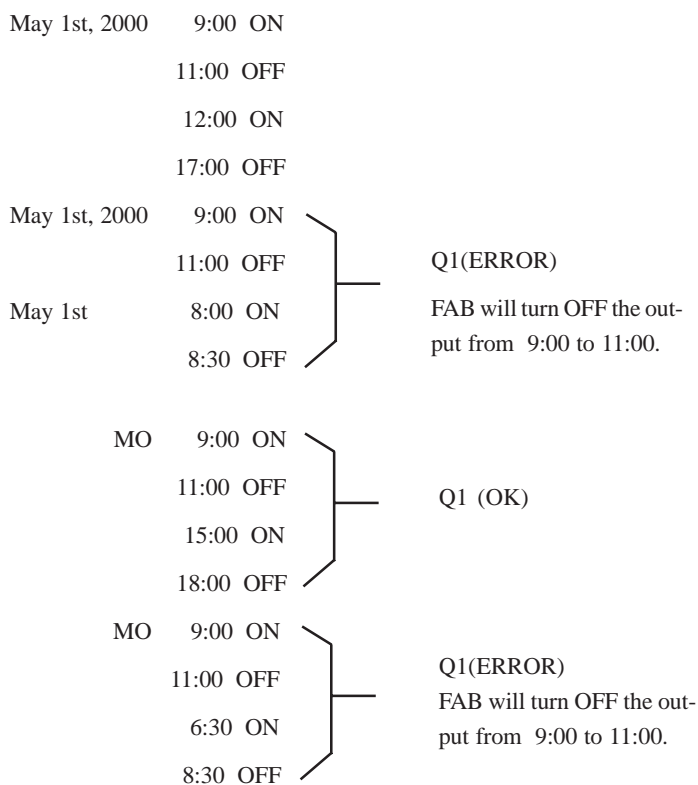 May 1st, 2000 9:00 ON
11:00 OFF
12:00 ON
17:00 OFF
May 1st, 2000 9:00 ON
11:00 OFF
May 1st 8:00 ON
8:30 OFF
Q1(ERROR)
FAB will turn OFF the out-
put from 9:00 to 11:00.
MO 9:00 ON
11:00 OFF
15:00 ON
18:00 OFF
Q1 (OK)
MO 9:00 ON
11:00 OFF
6:30 ON
8:30 OFF
Q1(ERROR)
FAB will turn OFF the out-
put from 9:00 to 11:00.